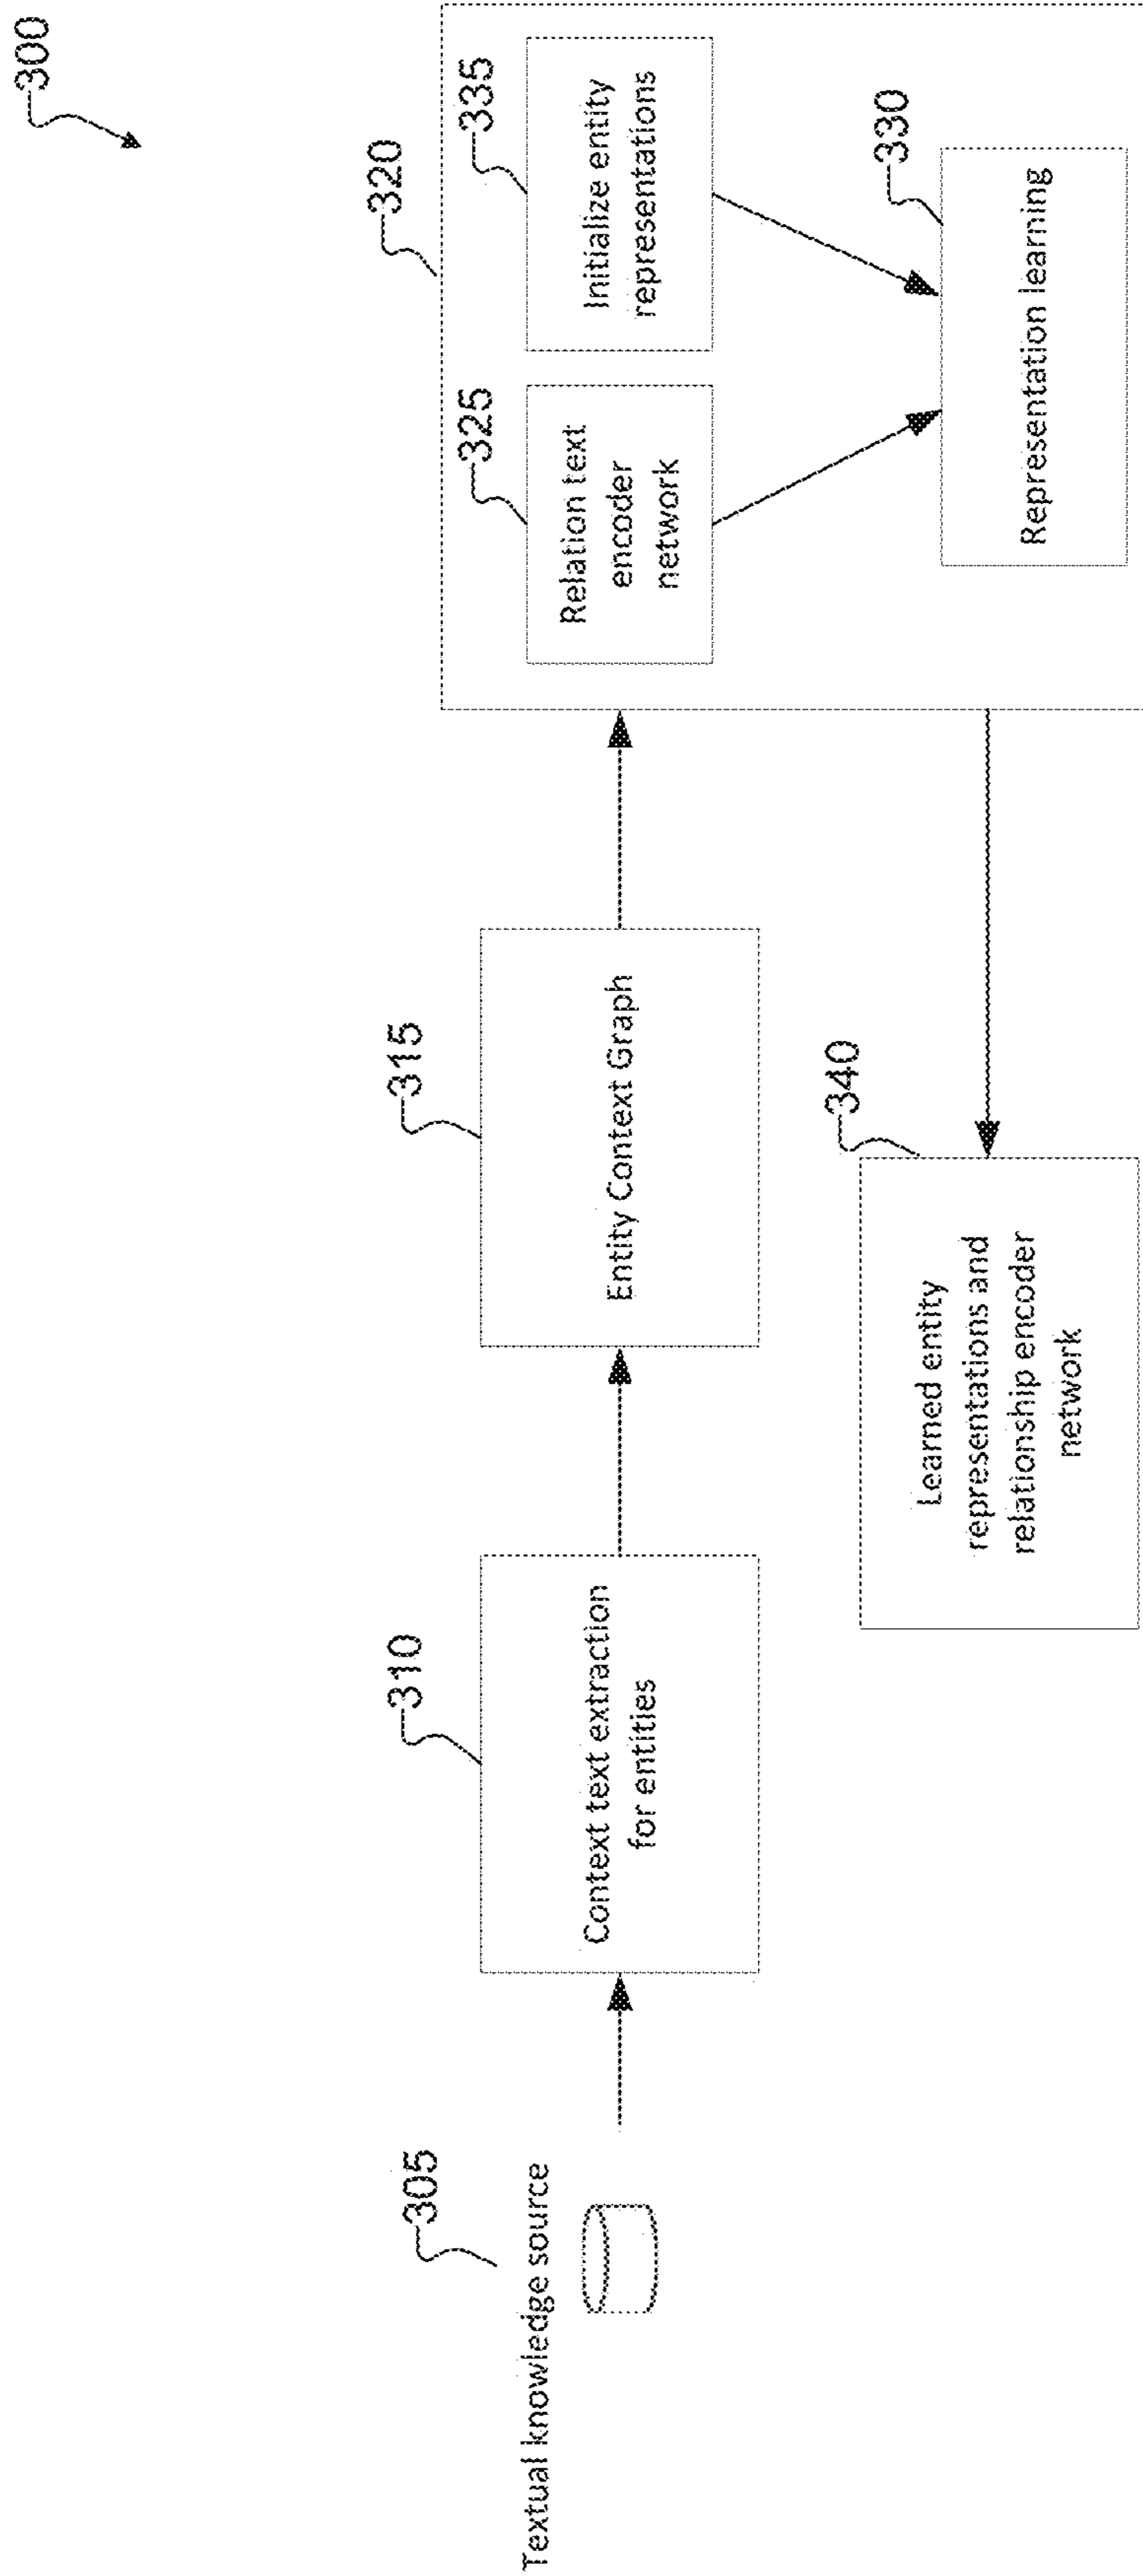 300
305
Textual knowledge source
310
Context text extraction
for entities
315
Entity Context Graph
320
325
Relation text
encoder
network
335
Initialize entity
representations
330
Representation learning
340
Learned entity
representations and
relationship encoder
network